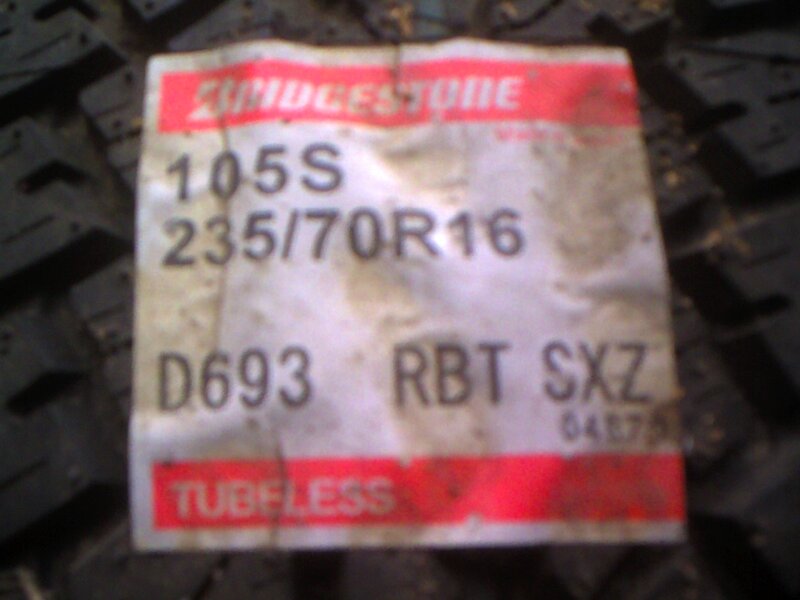 BRIDGESTONE
105S
235/70R16
D693 RBT SXZ
TUBELESS